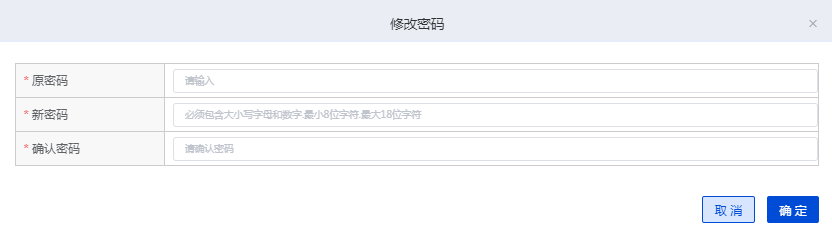 修改密码
* 原密码 请输入
* 新密码 必须包含大小写字母和数字.最小8位字符.最大18位字符
* 确认密码 请确认密码
取消 确定